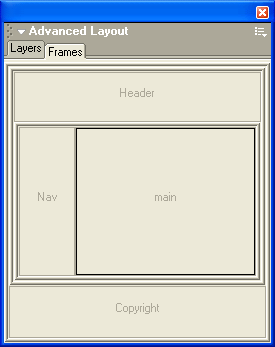 Advanced Layout
Layers Frames
Header
Nav main
Copyright